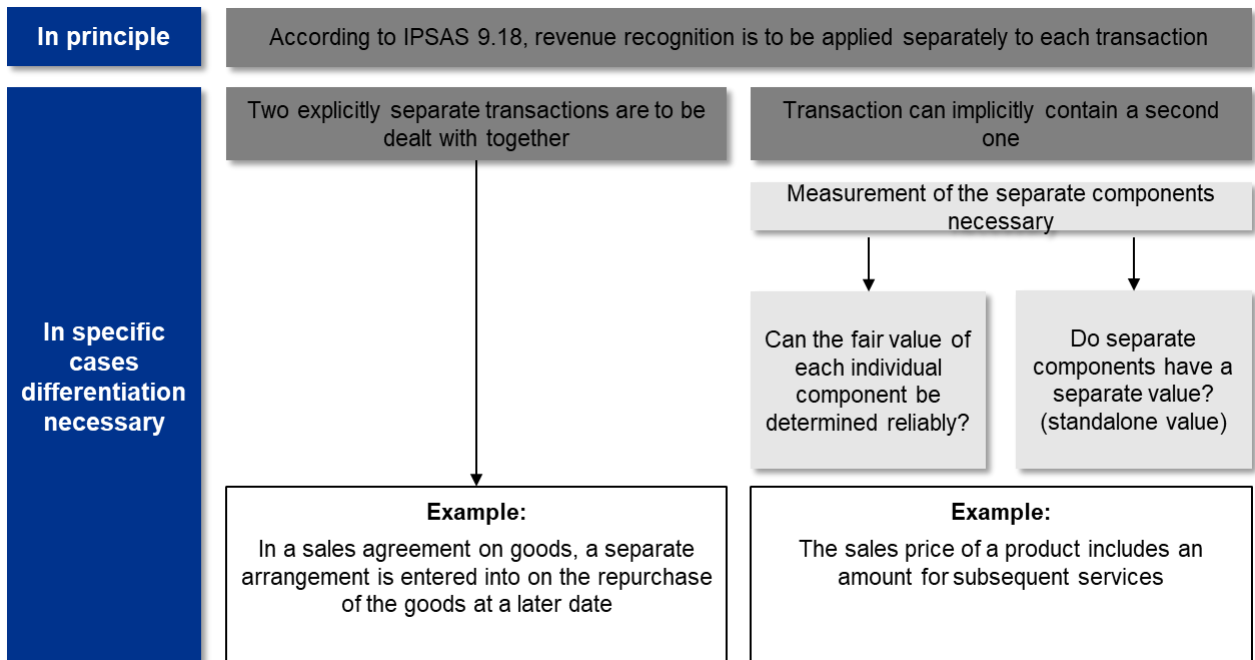 In principle
According to IPSAS 9.18, revenue recognition is to be applied separately to each transaction
In specific
cases
differentiation
necessary
Two explicitly separate transactions are to be
dealt with together
Transaction can implicitly contain a second
one
Measurement of the separate components
necessary
Can the fair value of
each individual
component be
determined reliably?
Do separate
components have a
separate value?
(standalone value)
Example:
In a sales agreement on goods, a separate
arrangement is entered into on the repurchase
of the goods at a later date
Example:
The sales price of a product includes an
amount for subsequent services